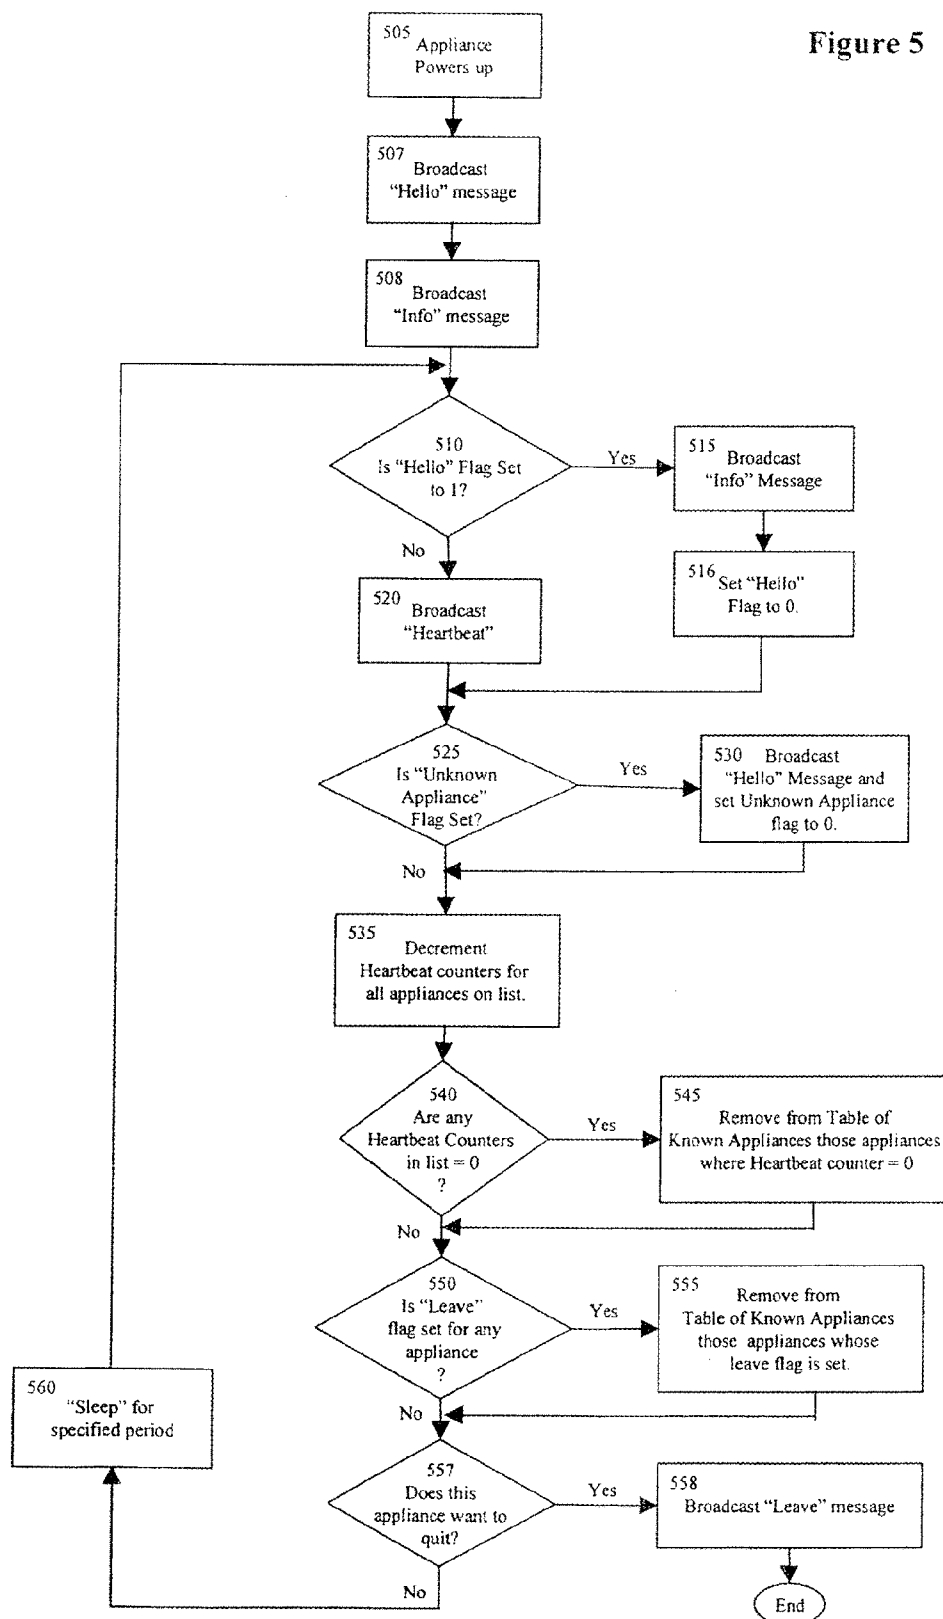 Figure 5
505
Appliance
Powers up
507
Broadcast
“Hello” message
508
Broadcast
“Info” message
510
Is “Hello” Flag Set
to 1?
Yes
515
Broadcast
“Info” Message
No
516
Set “Hello”
Flag to 0.
520
Broadcast
“Heartbeat”
525
Is “Unknown
Appliance”
Flag Set?
Yes
530 Broadcast
“Hello” Message and
set Unknown Appliance
flag to 0.
No
535
Decrement
Heartbeat counters for
all appliances on list.
540
Are any
Heartbeat Counters
in list = 0
?
Yes
545
Remove from Table of
Known Appliances those appliances
where Heartbeat counter = 0
No
550
Is “Leave”
flag set for any
appliance
?
Yes
555
Remove from
Table of Known Appliances
those appliances whose
leave flag is set.
No
560
“Sleep” for
specified period
557
Does this
appliance want to
quit?
Yes
558
Broadcast “Leave” message
No
End